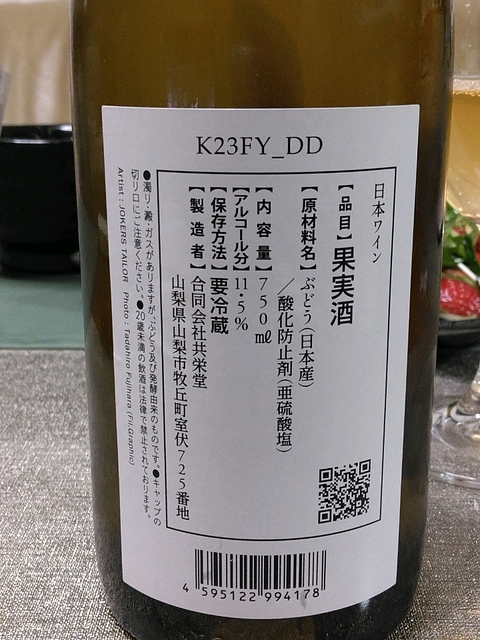 K23FY_DD
日本ワイン
【品目】果実酒
【原材料名】ぶどう(日本産)
／酸化防止剤(亜硫酸塩)
【内容量】750㎖
【アルコール分】11・5%
【保存方法】要冷蔵
【製造者】合同会社共栄堂
山梨県山梨市牧丘町室伏725番地
●濁り・澱・ガスがありますが、ぶどう及び発酵由来のものです。●キャップの
切り口にご注意ください。●20歳未満の飲酒は法律で禁止されております。
Artist : JOKERS TAILOR Photo : Tadahiro Fujihara (Fil.Graphic)
4 595122 994178